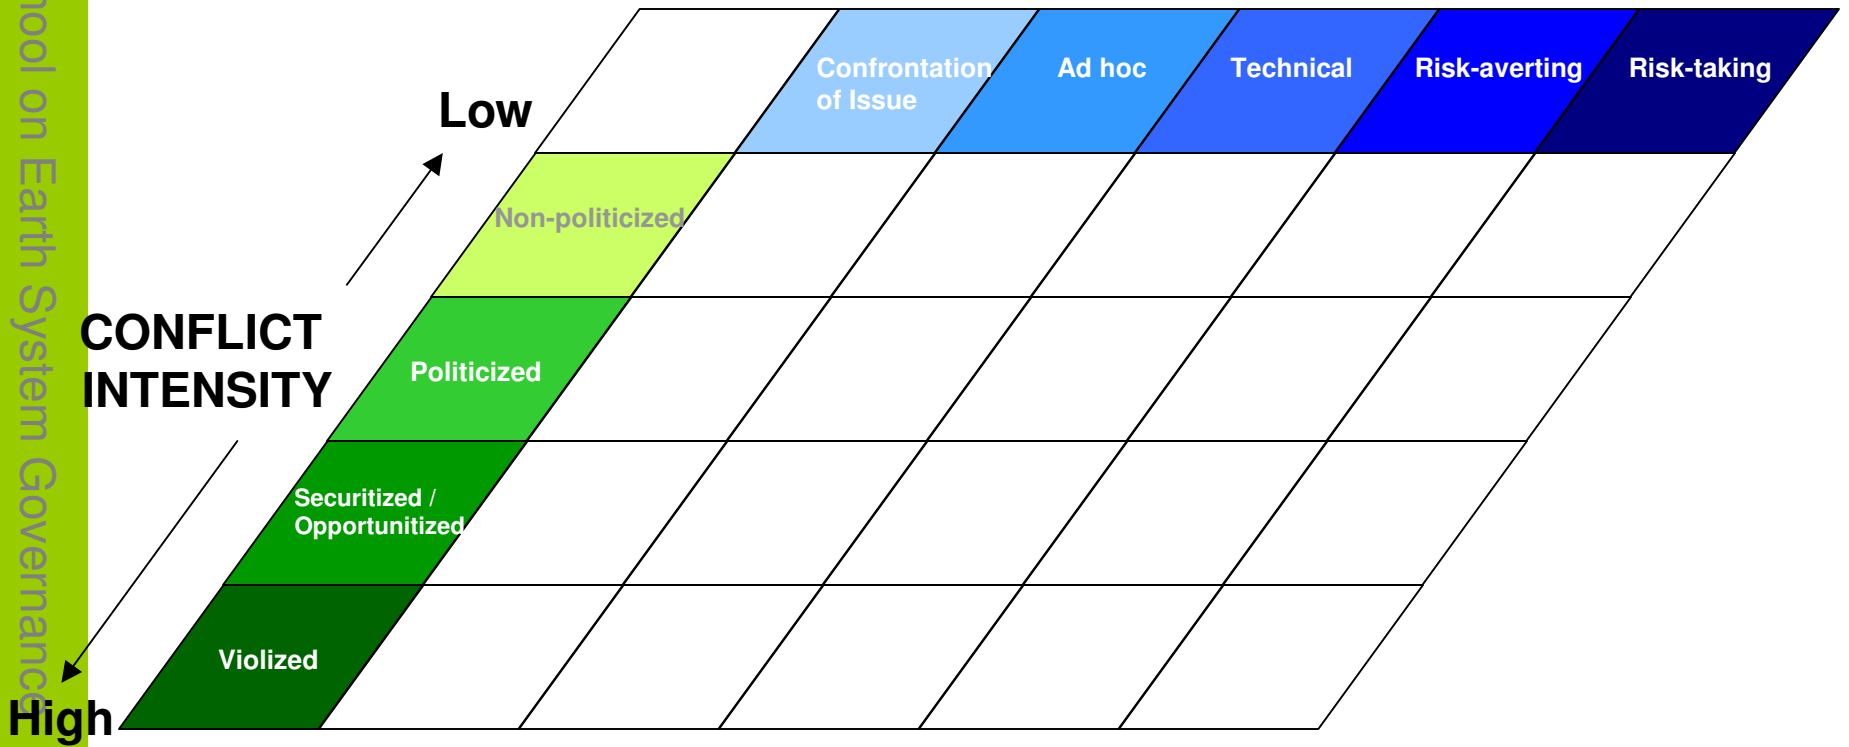 ool on Earth System Governance
Confrontation
of Issue
Ad hoc
Technical
Risk-averting
Risk-taking
Low
Non-politicized
CONFLICT
INTENSITY
Politicized
Securitized /
Opportunitized
Violized
High